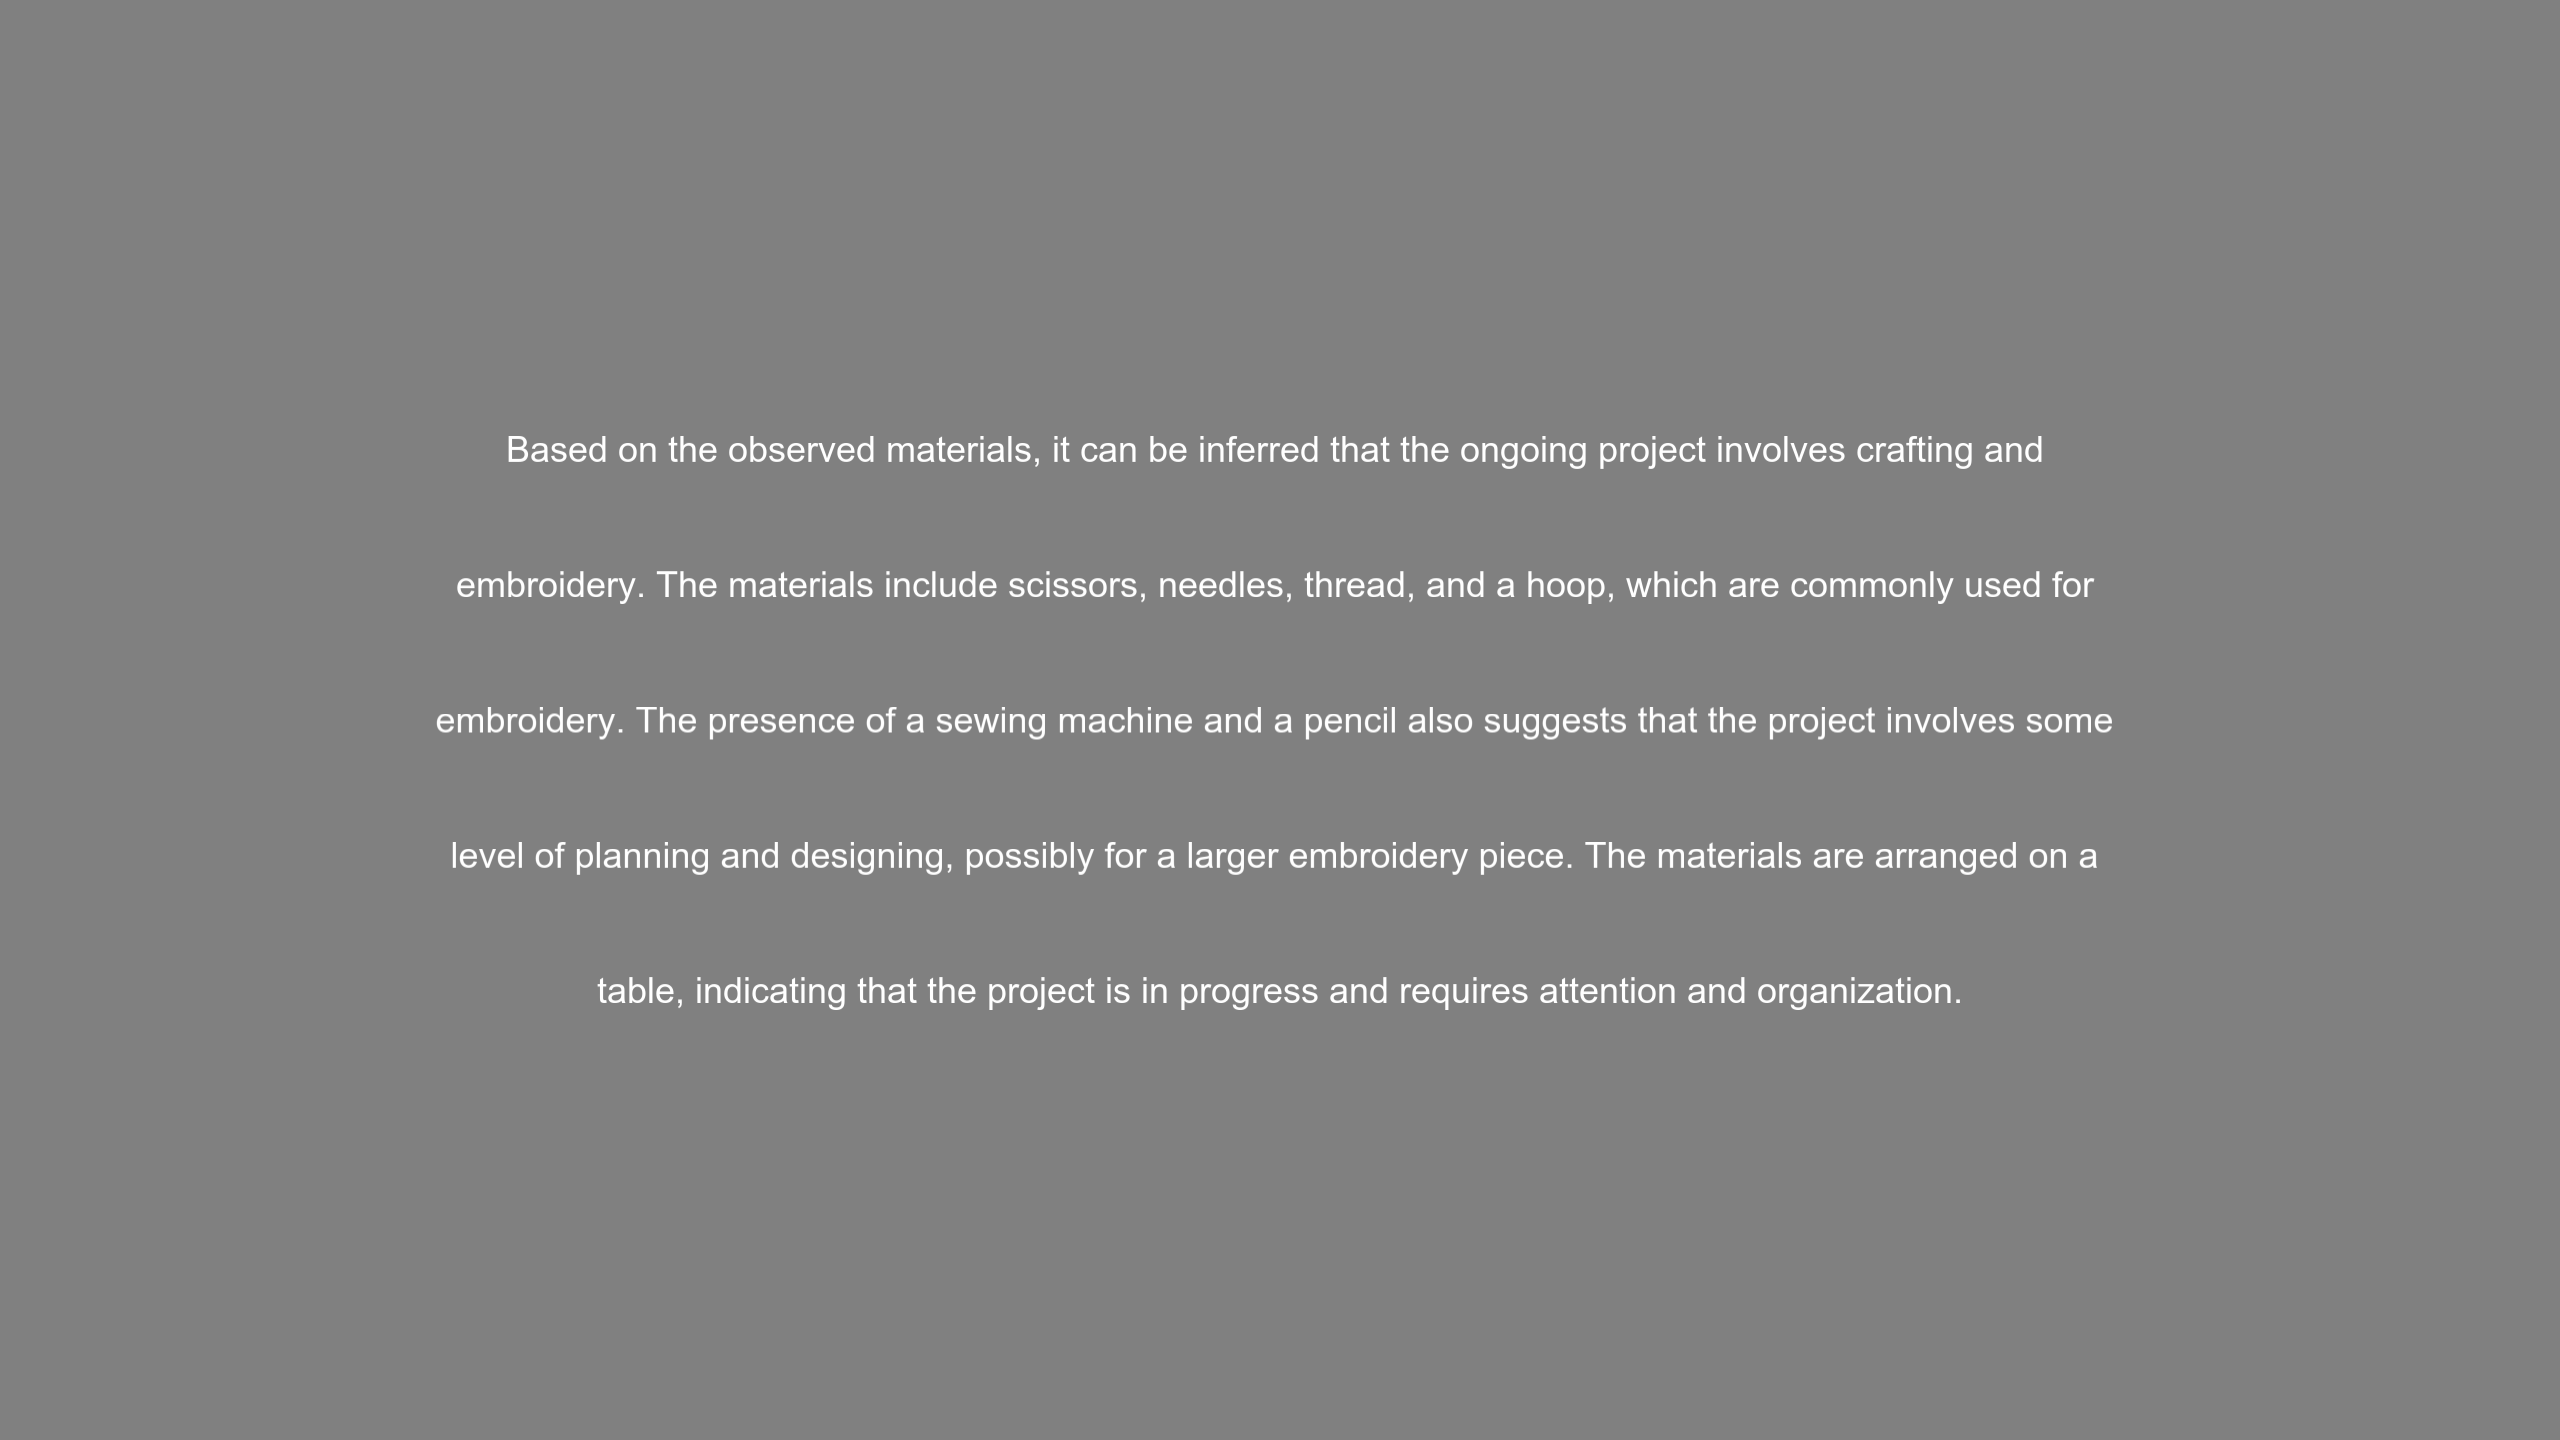 Based on the observed materials, it can be inferred that the ongoing project involves crafting and
embroidery. The materials include scissors, needles, thread, and a hoop, which are commonly used for
embroidery. The presence of a sewing machine and a pencil also suggests that the project involves some
level of planning and designing, possibly for a larger embroidery piece. The materials are arranged on a
table, indicating that the project is in progress and requires attention and organization.